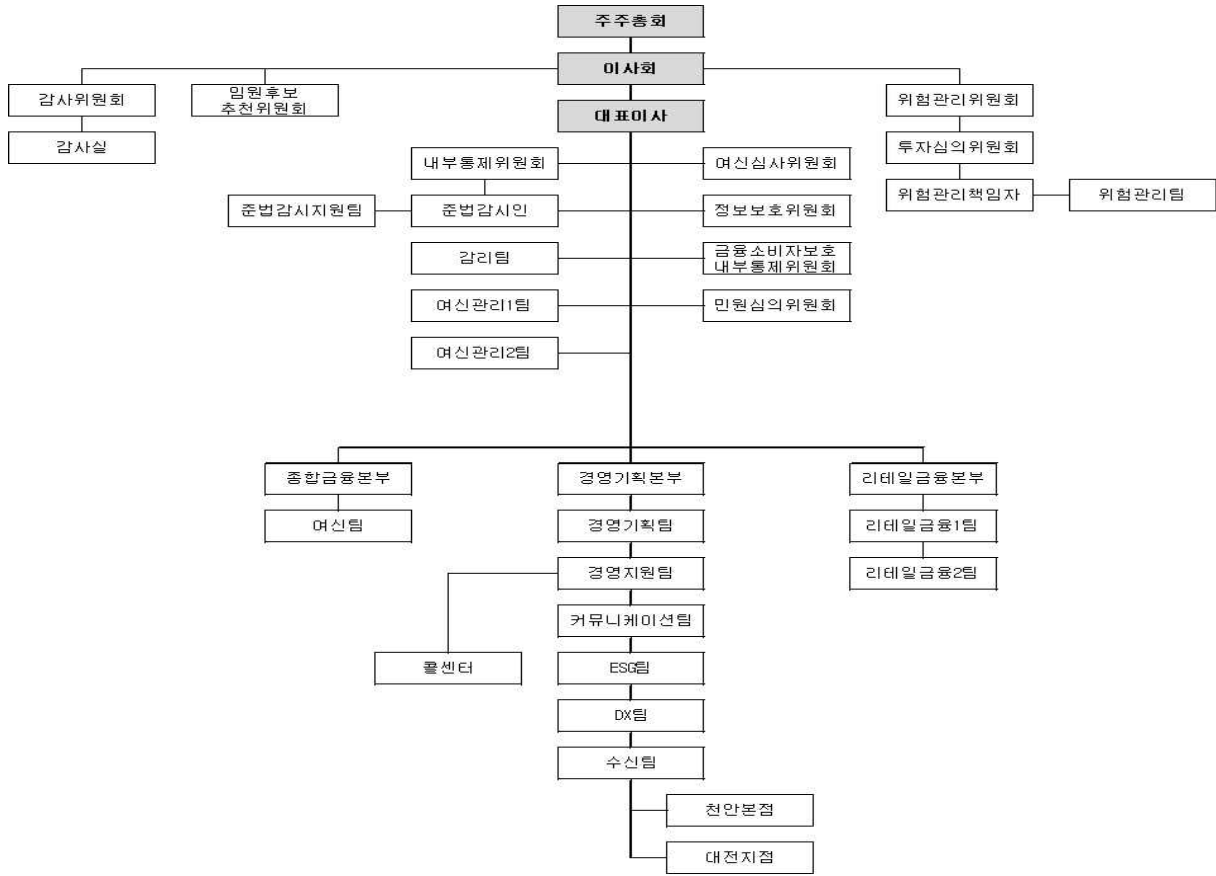 주주총회
이사회
감사위원회
임원후보
추천위원회
위험관리위원회
대표이사
감사실
투자심의위원회
내부통제위원회
여신심사위원회
준법감시지원팀
준법감시인
정보보호위원회
위험관리책임자
위험관리팀
감리팀
금융소비자보호
내부통제위원회
여신관리1팀
민원심의위원회
여신관리2팀
종합금융본부
경영기획본부
리테일금융본부
여신팀
경영기획팀
리테일금융1팀
경영지원팀
리테일금융2팀
커뮤니케이션팀
콜센터
ESG팀
DX팀
수신팀
천안본점
대전지점